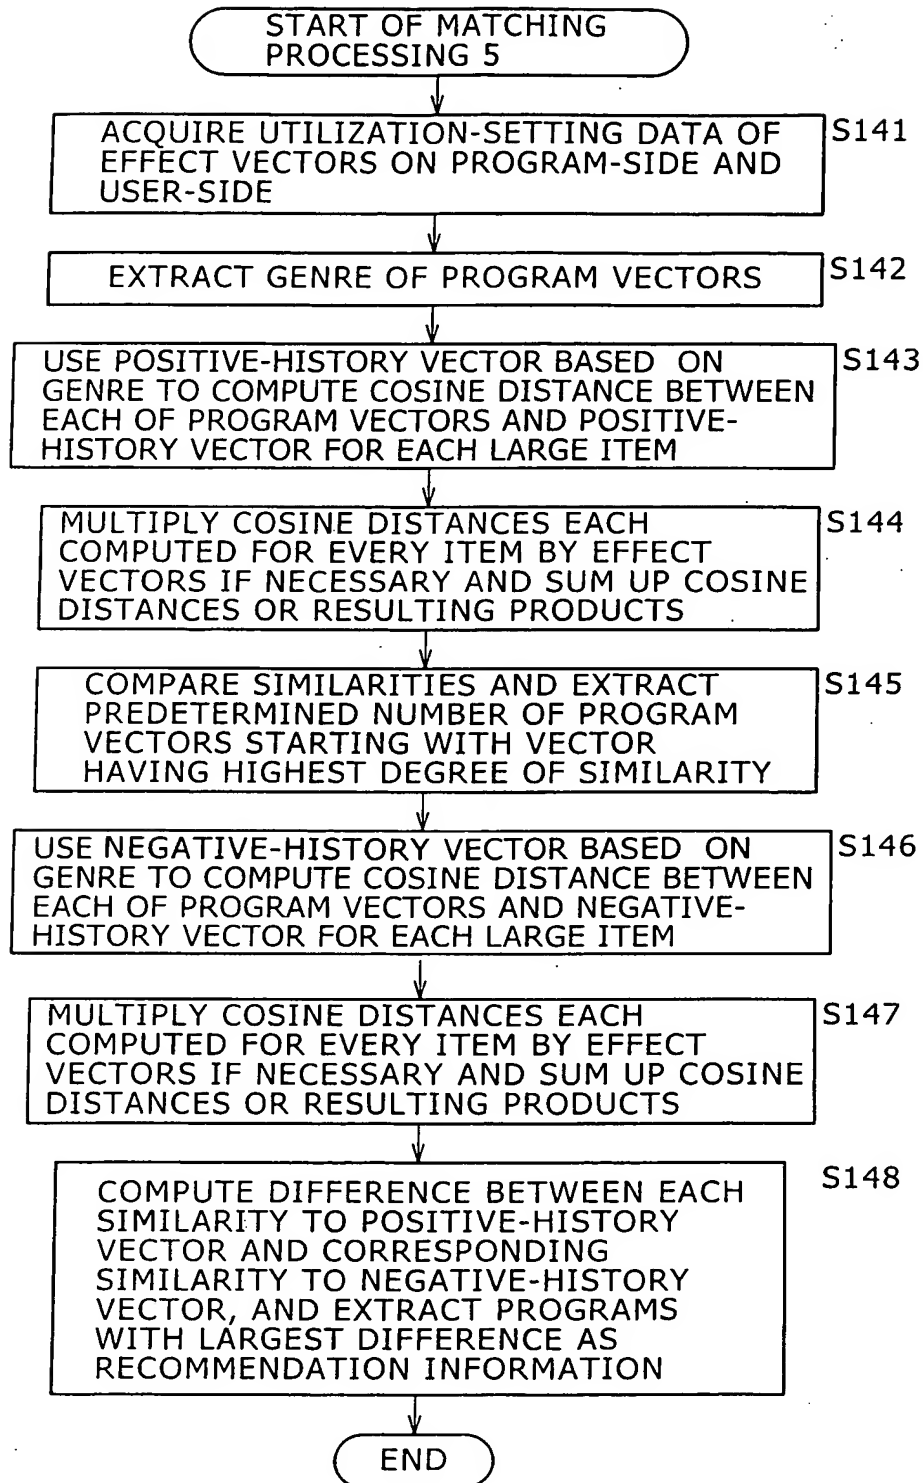 START OF MATCHING
PROCESSING 5
ACQUIRE UTILIZATION-SETTING DATA OF
EFFECT VECTORS ON PROGRAM-SIDE AND
USER-SIDE
S141
EXTRACT GENRE OF PROGRAM VECTORS
S142
USE POSITIVE-HISTORY VECTOR BASED ON
GENRE TO COMPUTE COSINE DISTANCE BETWEEN
EACH OF PROGRAM VECTORS AND POSITIVE-
HISTORY VECTOR FOR EACH LARGE ITEM
S143
MULTIPLY COSINE DISTANCES EACH
COMPUTED FOR EVERY ITEM BY EFFECT
VECTORS IF NECESSARY AND SUM UP COSINE
DISTANCES OR RESULTING PRODUCTS
S144
COMPARE SIMILARITIES AND EXTRACT
PREDETERMINED NUMBER OF PROGRAM
VECTORS STARTING WITH VECTOR
HAVING HIGHEST DEGREE OF SIMILARITY
S145
USE NEGATIVE-HISTORY VECTOR BASED ON
GENRE TO COMPUTE COSINE DISTANCE BETWEEN
EACH OF PROGRAM VECTORS AND NEGATIVE-
HISTORY VECTOR FOR EACH LARGE ITEM
S146
MULTIPLY COSINE DISTANCES EACH
COMPUTED FOR EVERY ITEM BY EFFECT
VECTORS IF NECESSARY AND SUM UP COSINE
DISTANCES OR RESULTING PRODUCTS
S147
COMPUTE DIFFERENCE BETWEEN EACH
SIMILARITY TO POSITIVE-HISTORY
VECTOR AND CORRESPONDING
SIMILARITY TO NEGATIVE-HISTORY
VECTOR, AND EXTRACT PROGRAMS
WITH LARGEST DIFFERENCE AS
RECOMMENDATION INFORMATION
S148
END